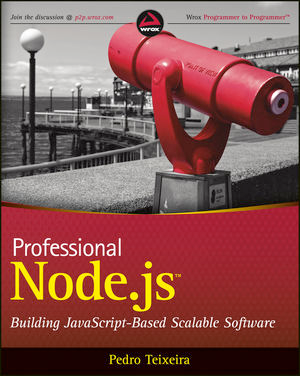 Join the discussion @ p2p.wrox.com
wrox
Wrox Programmer to Programmer™
Professional
Node.js™
Building JavaScript-Based Scalable Software
Pedro Teixeira